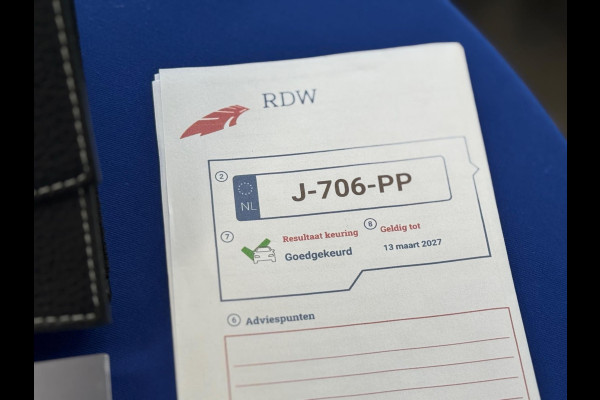 RDW
2
NL
J-706-PP
7
Resultaat keuring
Goedgekeurd
8
Geldig tot
13 maart 2027
6
Adviespunten